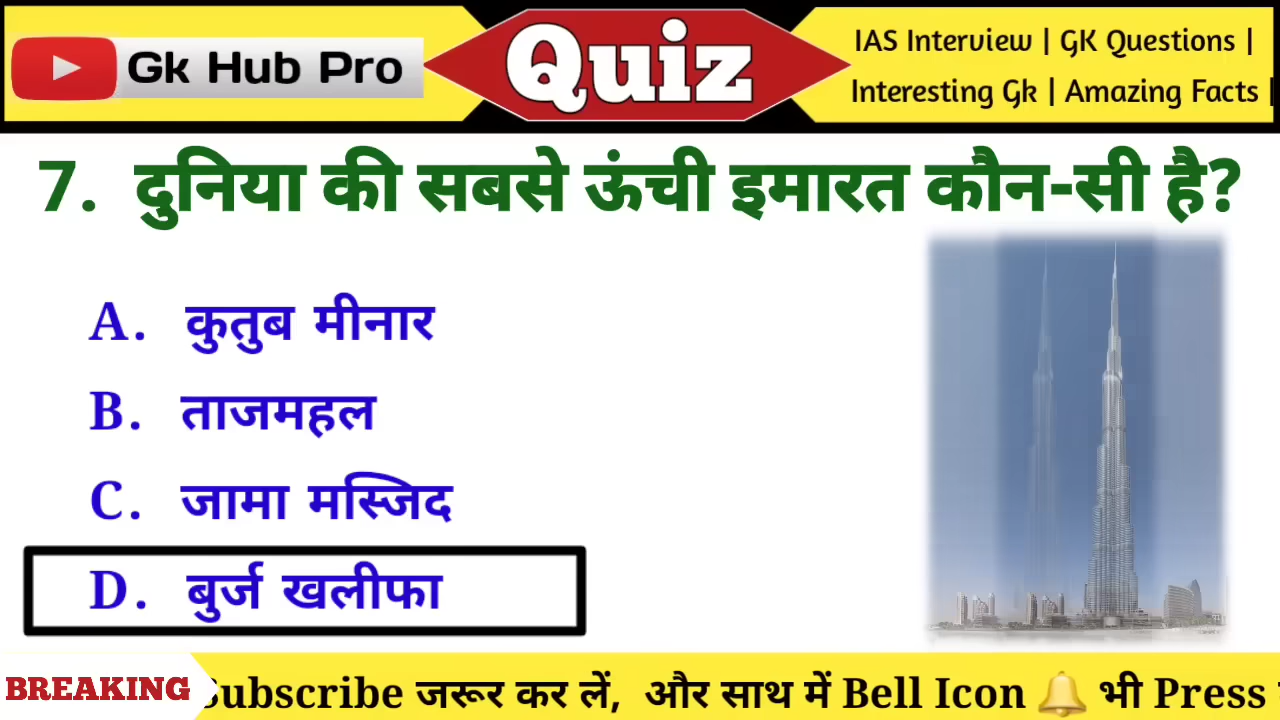 Gk Hub Pro
Quiz
IAS Interview | GK Questions |
Interesting Gk | Amazing Facts |
7. दुनिया की सबसे ऊंची इमारत कौन-सी है?
A. कुतुब मीनार
B. ताजमहल
C. जामा मस्जिद
D. बुर्ज खलीफा
BREAKING
Subscribe जरूर कर लें, और साथ में Bell Icon 🔔 भी Press